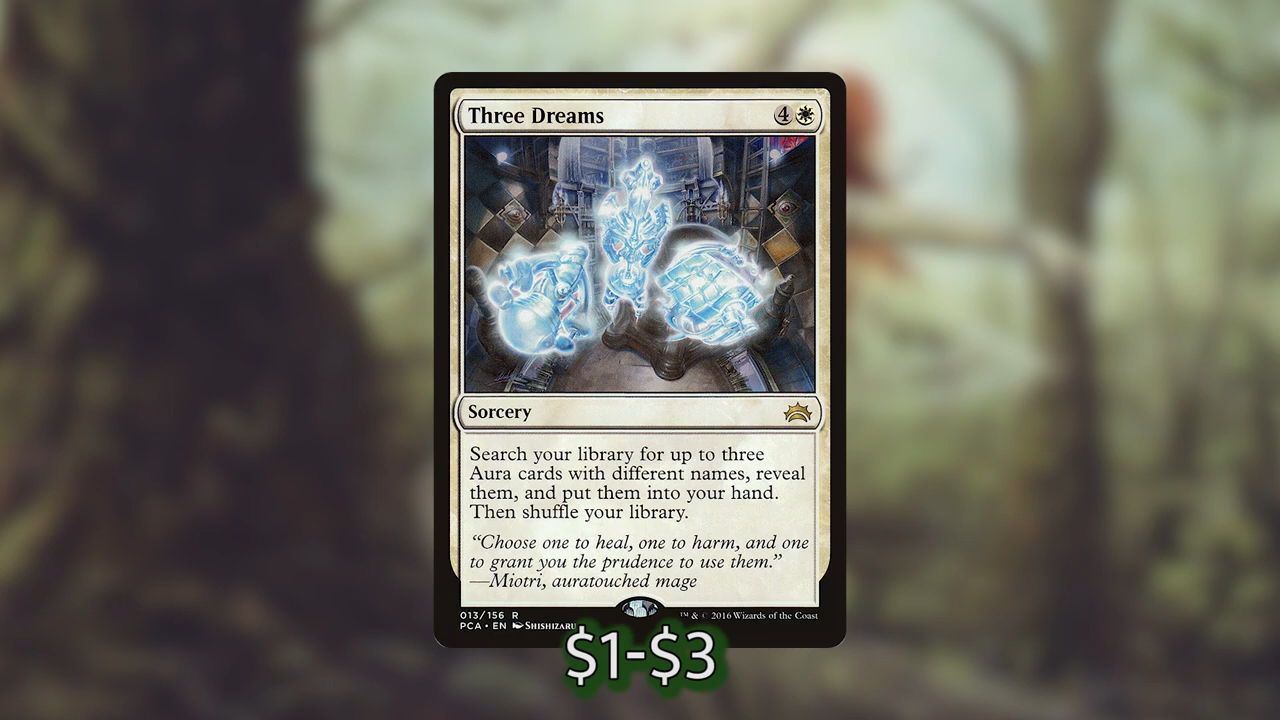 Three Dreams 4
Sorcery
Search your library for up to three
Aura cards with different names, reveal
them, and put them into your hand.
Then shuffle your library.
“Choose one to heal, one to harm, and one
to grant you the prudence to use them.”
—Miotri, auratouched mage
013/156 R
PCA • EN SHISHIZARU
™ & © 2016 Wizards of the Coast
$1-$3